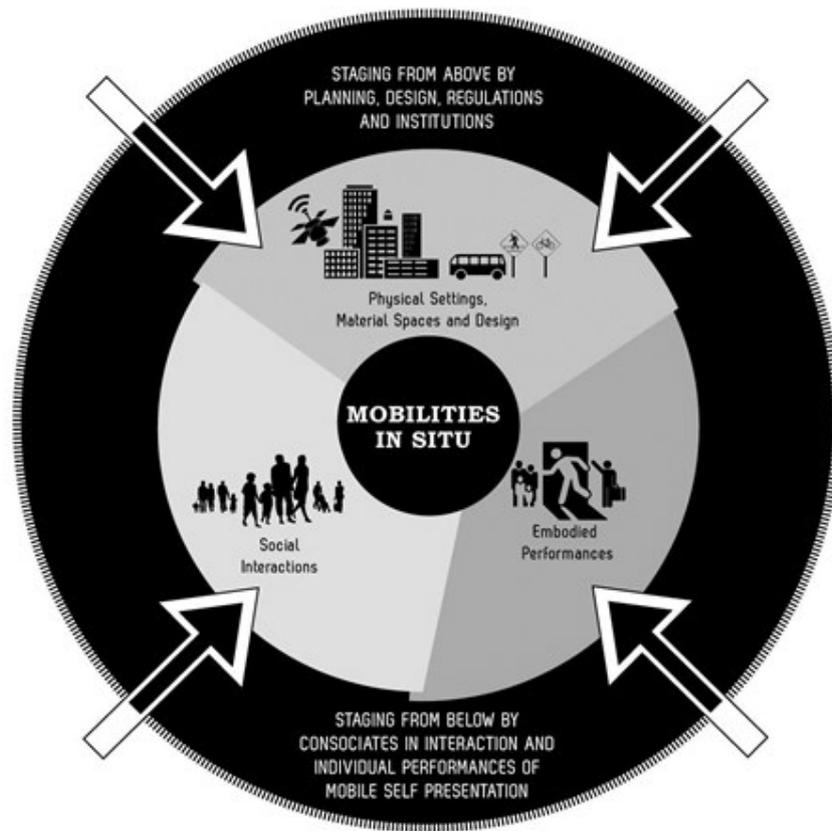 STAGING FROM ABOVE BY
PLANNING, DESIGN, REGULATIONS
AND INSTITUTIONS
Physical Settings,
Material Spaces and Design
MOBILITIES
IN SITU
Social
Interactions
Embodied
Performances
STAGING FROM BELOW BY
CONSOCIATES IN INTERACTION AND
INDIVIDUAL PERFORMANCES OF
MOBILE SELF PRESENTATION